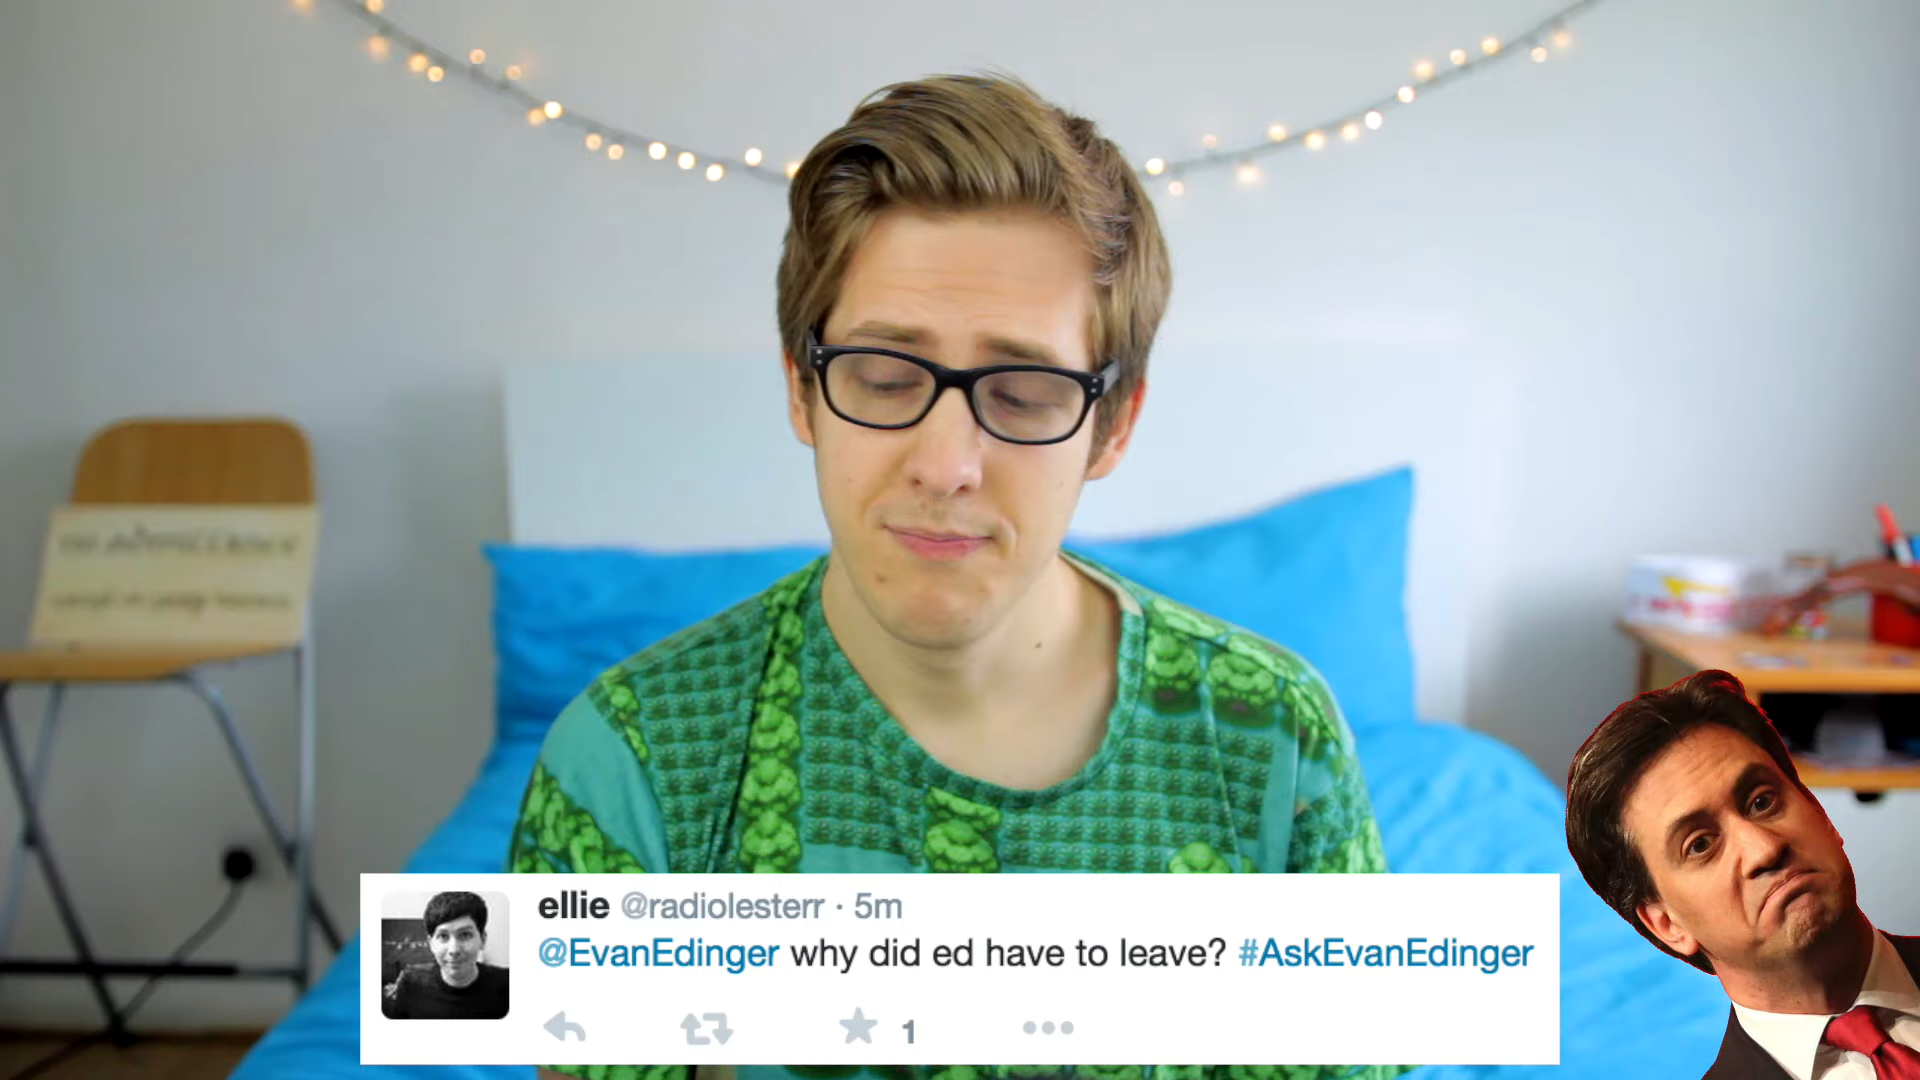 ellie @radiolesterr · 5m
@EvanEdinger why did ed have to leave? #AskEvanEdinger
1